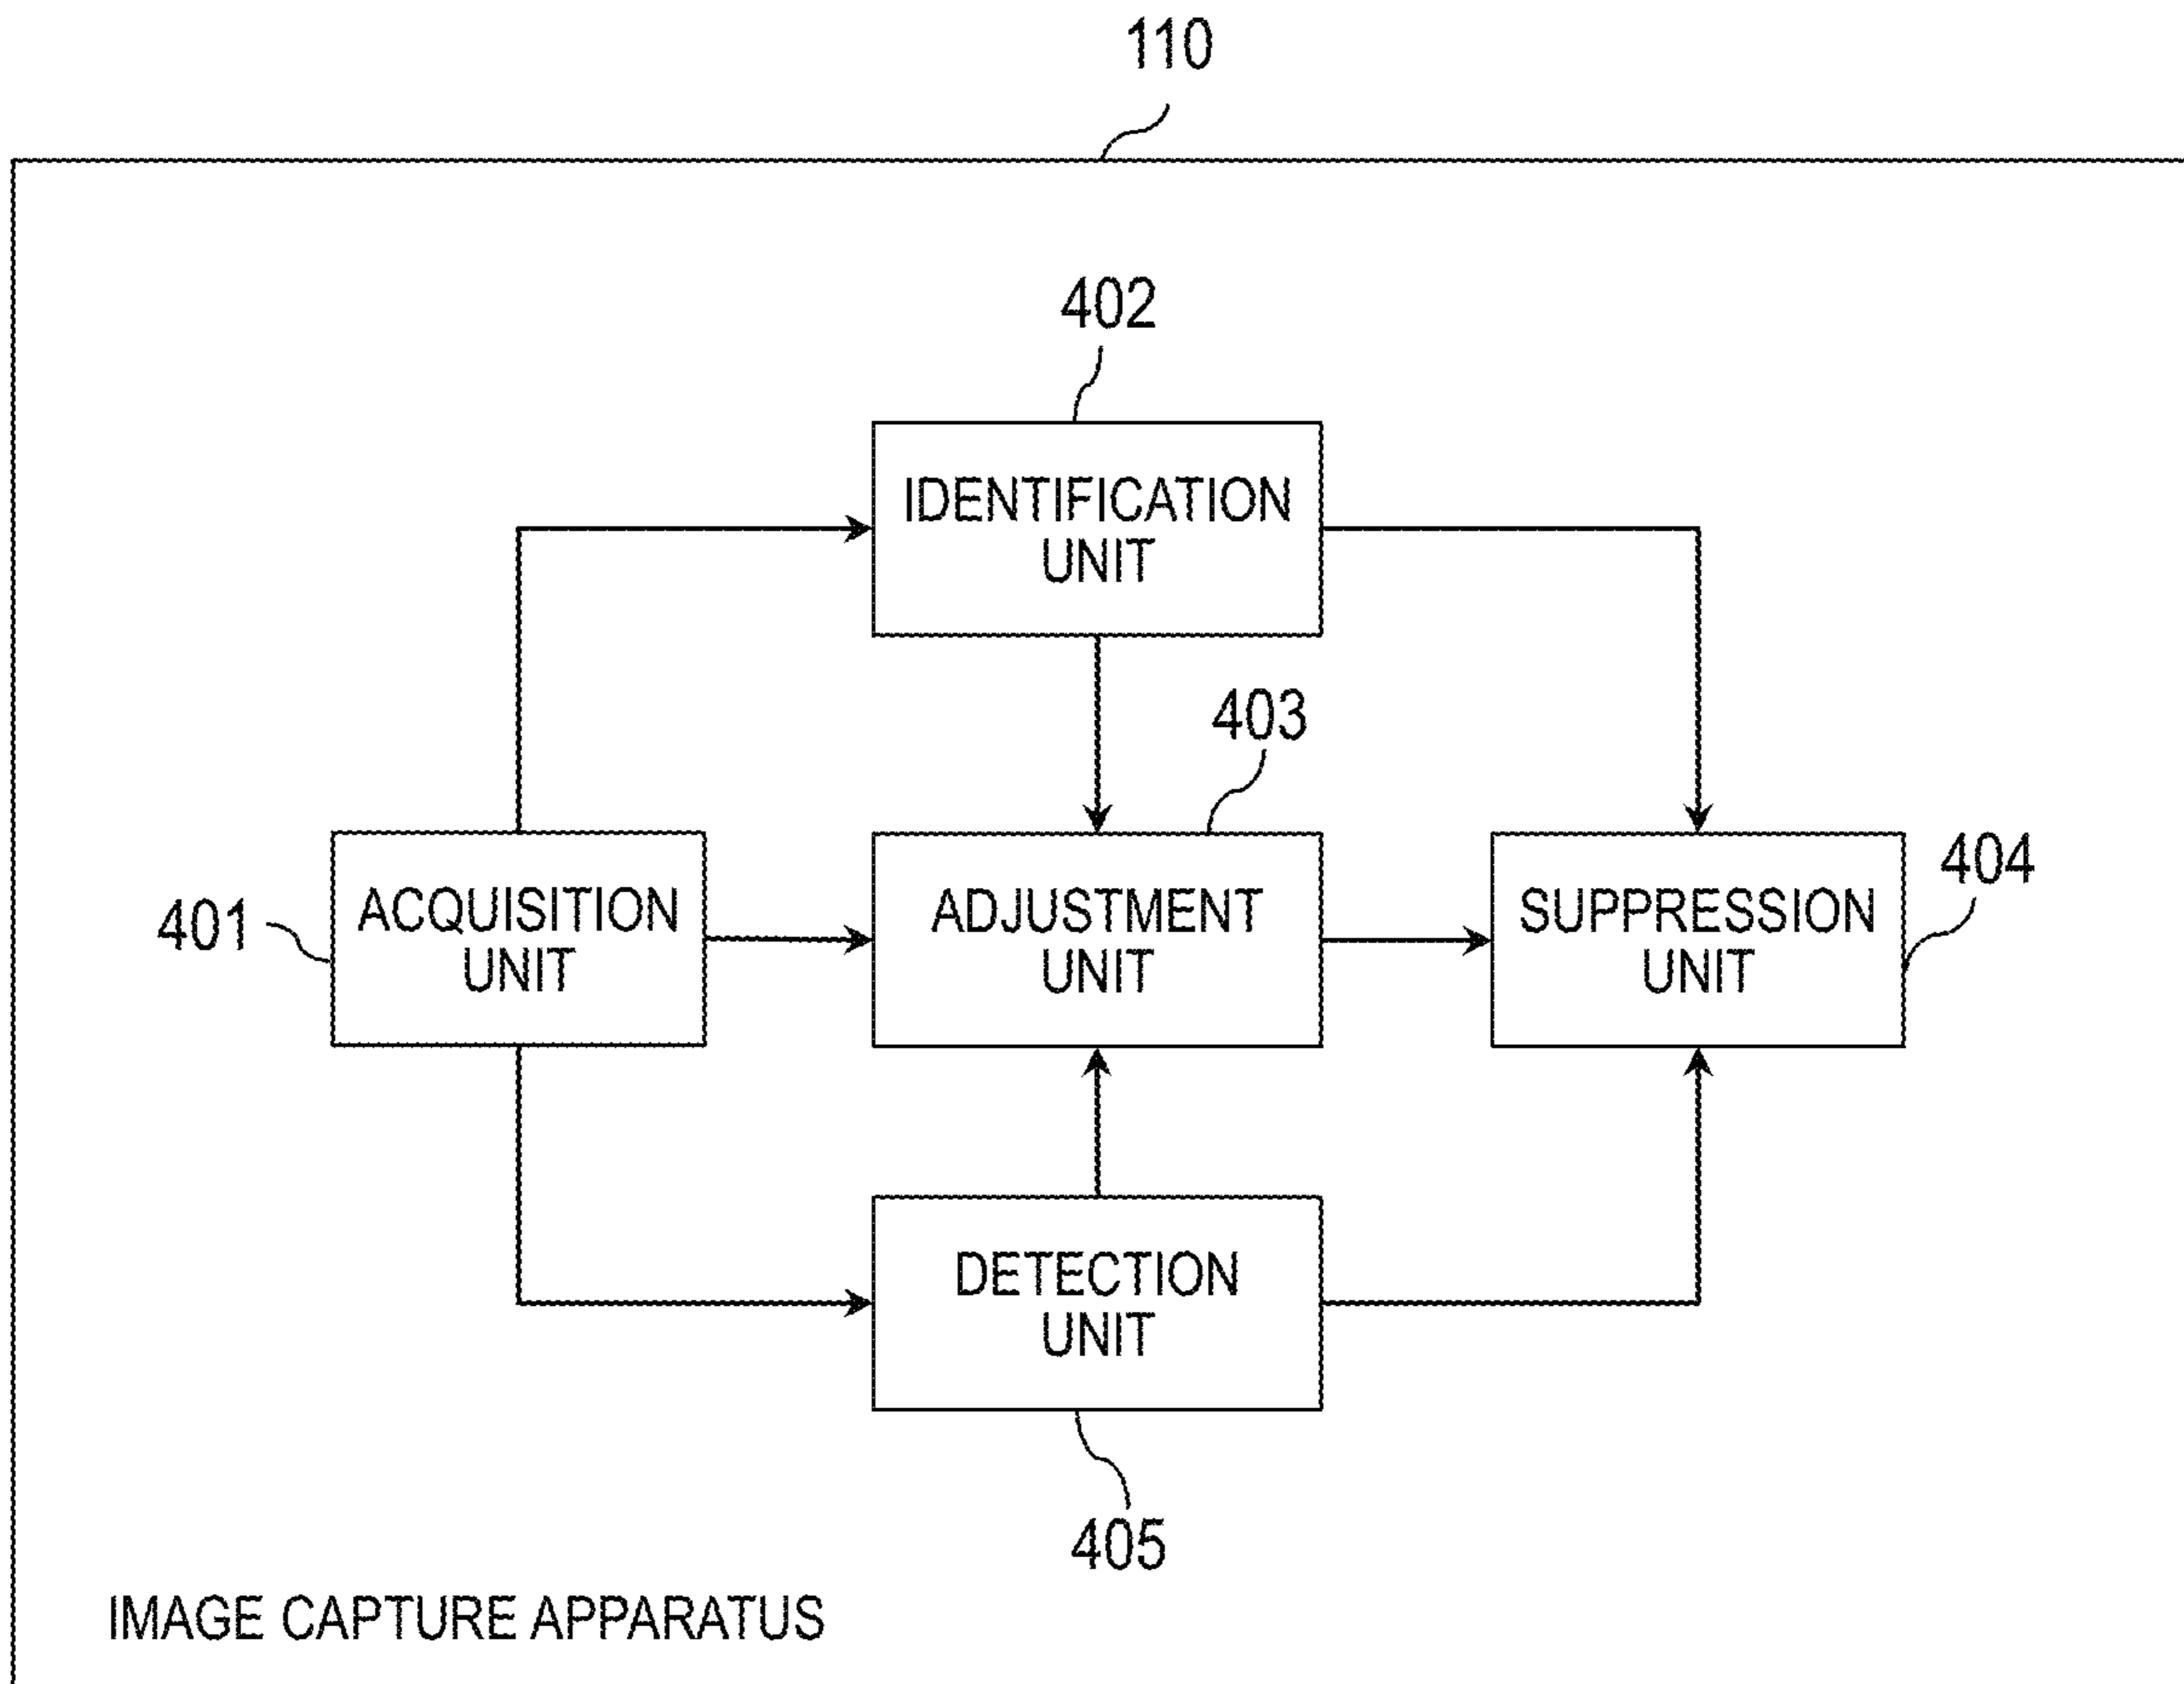 110
402
IDENTIFICATION
UNIT
403
401
ACQUISITION
UNIT
ADJUSTMENT
UNIT
SUPPRESSION
UNIT
404
DETECTION
UNIT
405
IMAGE CAPTURE APPARATUS